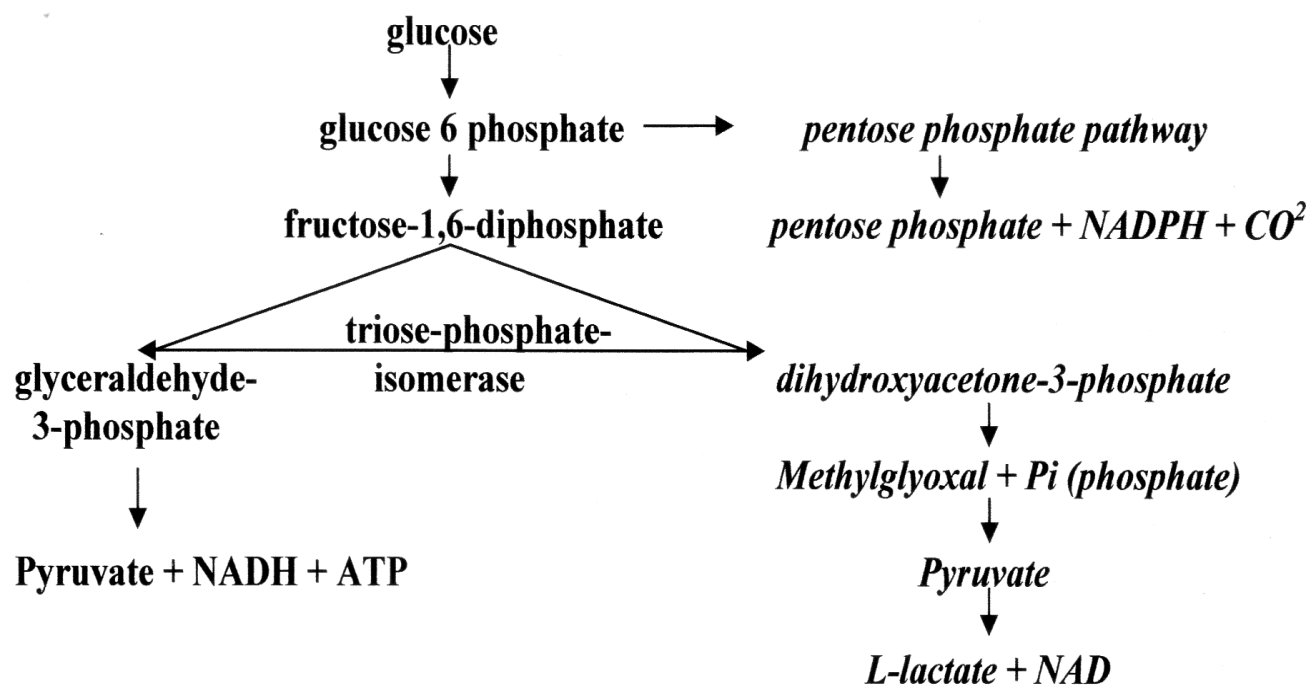 glucose
glucose 6 phosphate
pentose phosphate pathway
fructose-1,6-diphosphate
pentose phosphate + NADPH + CO²
triose-phosphate-
isomerase
glyceraldehyde-
3-phosphate
dihydroxyacetone-3-phosphate
Methylglyoxal + Pi (phosphate)
Pyruvate + NADH + ATP
Pyruvate
L-lactate + NAD